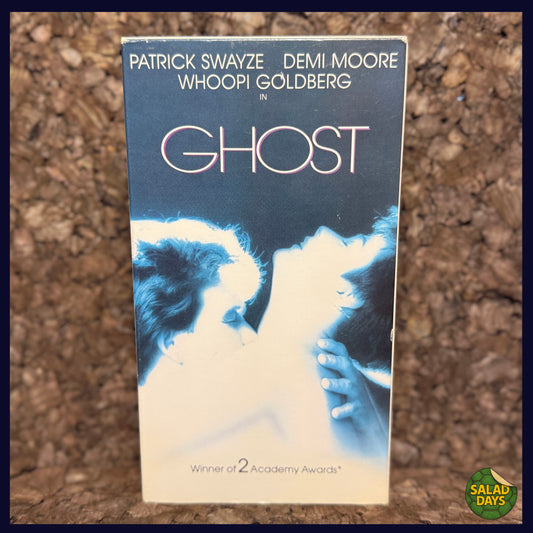 PATRICK SWAYZE DEMI MOORE
WHOOPI GOLDBERG
IN
GHOST
Winner of 2 Academy Awards*
SALAD
DAYS